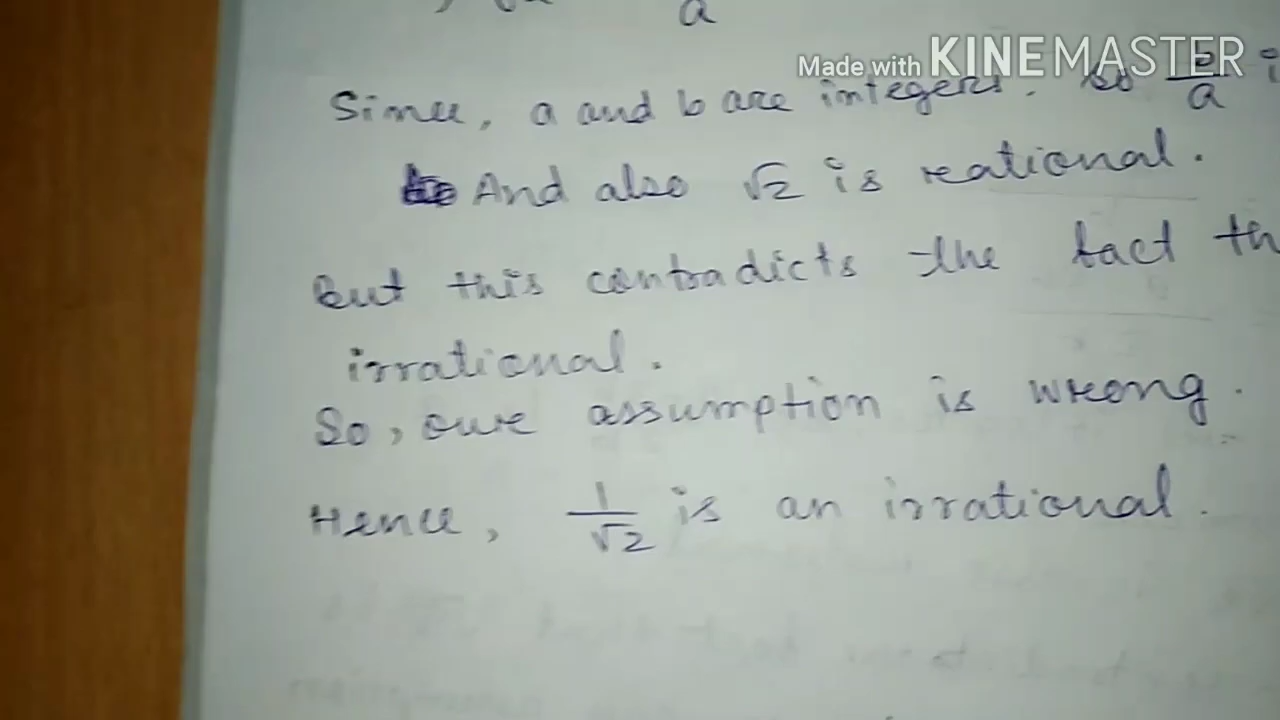 a
Made with KINEMASTER
Since, a and b are integers. So b/a i
And also √2 is rational.
But this contradicts the fact th
irrational.
So, our assumption is wrong.
Hence, 1/√2 is an irrational.